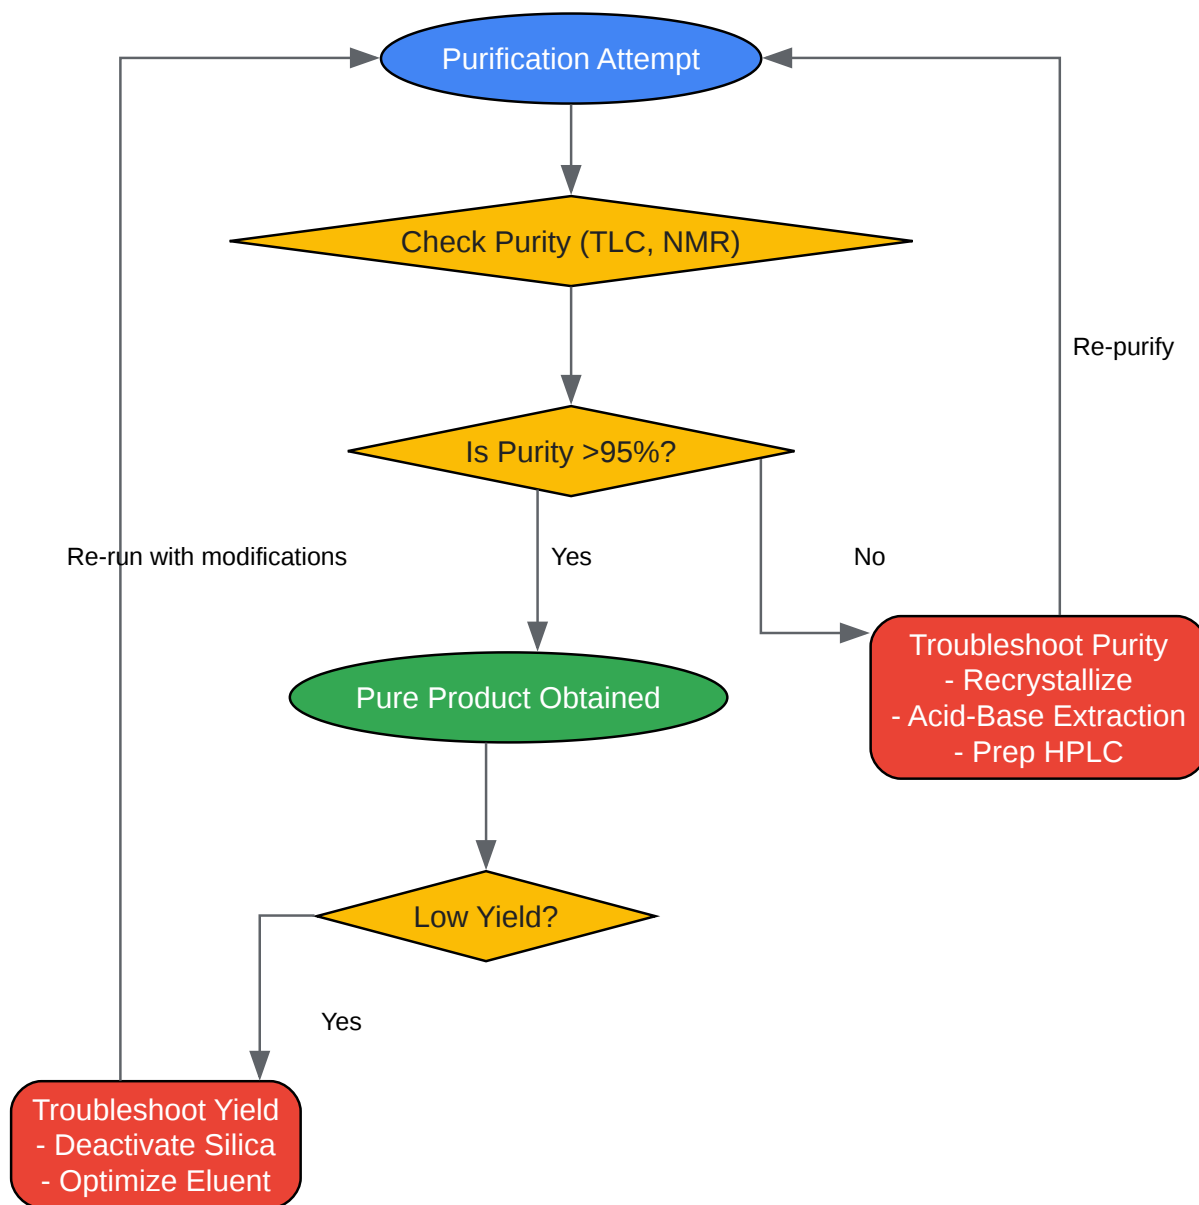 Purification Attempt
Check Purity (TLC, NMR)
Re-purify
Is Purity >95%?
Re-run with modifications
Yes
No
Troubleshoot Purity
- Recrystallize
- Acid-Base Extraction
- Prep HPLC
Pure Product Obtained
Low Yield?
Yes
Troubleshoot Yield
- Deactivate Silica
- Optimize Eluent